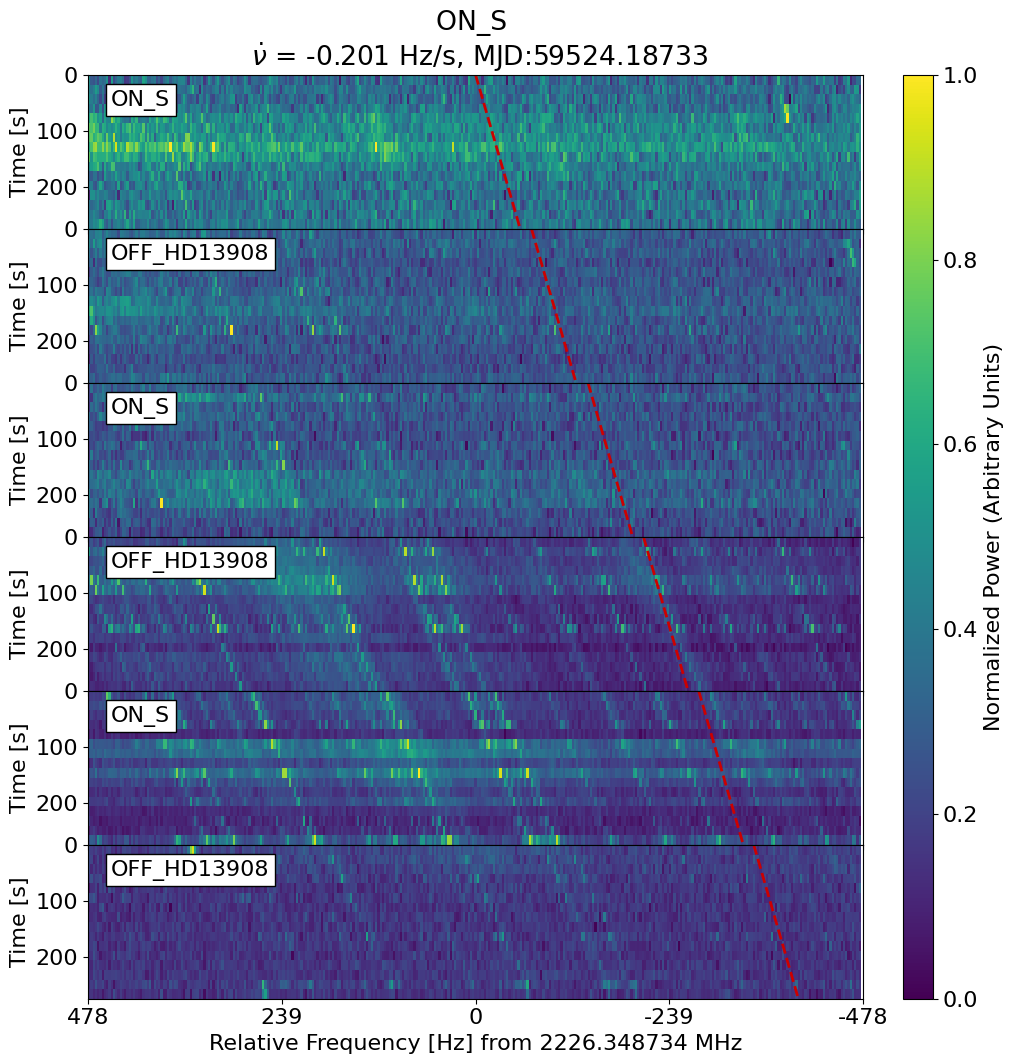 ON_S
ν̇ = -0.201 Hz/s, MJD:59524.18733
0
ON_S
100
200
Time [s]
0
OFF_HD13908
100
200
Time [s]
0
ON_S
100
200
Time [s]
0
OFF_HD13908
100
200
Time [s]
0
ON_S
100
200
Time [s]
0
OFF_HD13908
100
200
Time [s]
478 239 0 -239 -478
Relative Frequency [Hz] from 2226.348734 MHz
1.0
0.8
0.6
0.4
0.2
0.0
Normalized Power (Arbitrary Units)